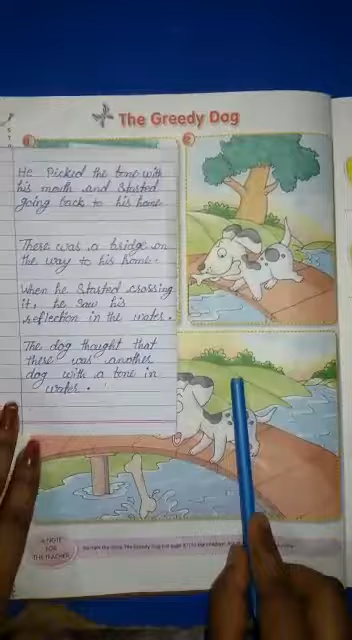 The Greedy Dog
1
2
He Picked the bone with
his mouth and Started
going back to his home
There was a bridge on
the way to his home.
When he started crossing
it, he saw his
reflection in the water.
The dog thought that
there was another
dog with a bone in
water.
A NOTE
FOR
THE TEACHER